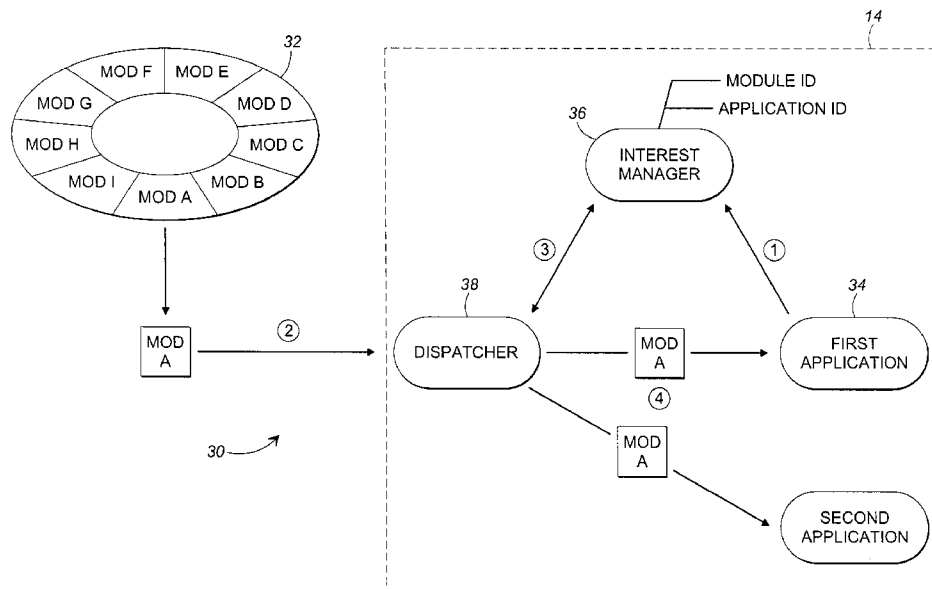 14
32
MOD F
MOD E
MOD G
MOD D
MOD H
MOD C
MOD I
MOD B
MOD A
MODULE ID
APPLICATION ID
36
INTEREST
MANAGER
3
1
38
34
MOD
A
2
DISPATCHER
MOD
A
FIRST
APPLICATION
4
30
MOD
A
SECOND
APPLICATION